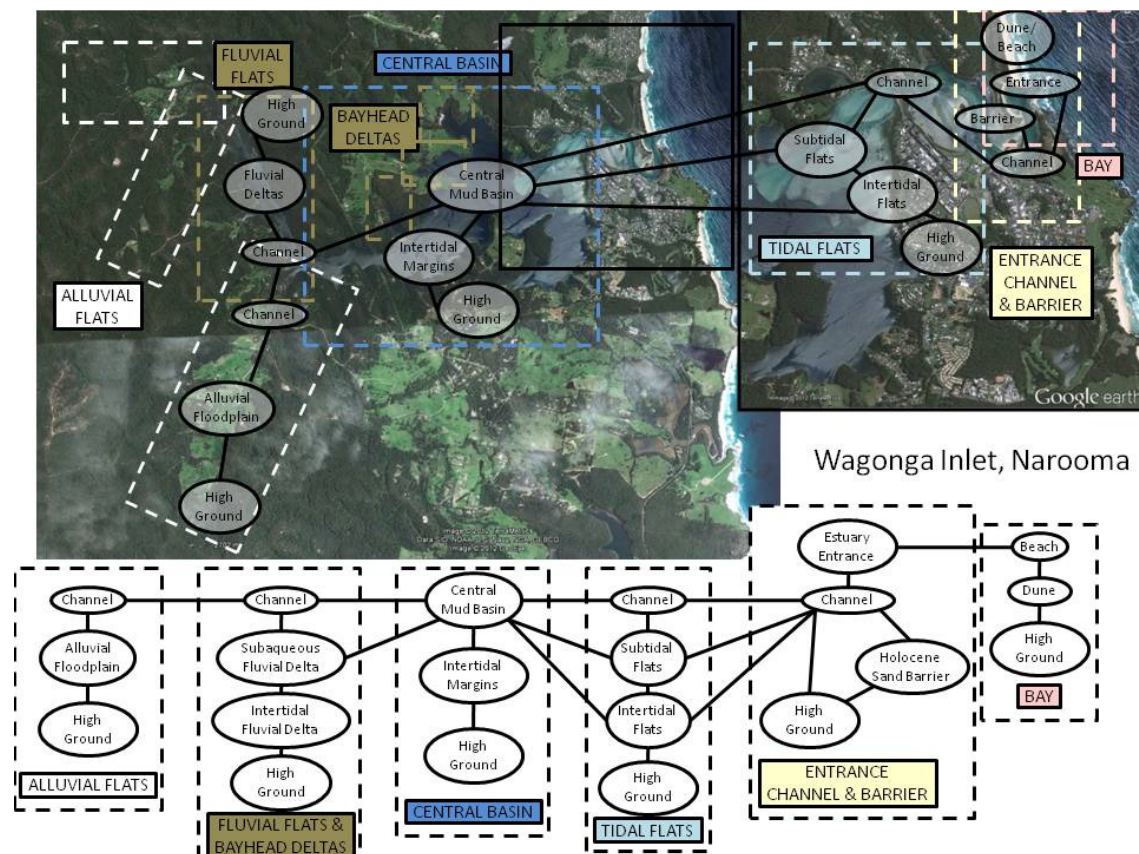 Dune/
Beach
FLUVIAL
FLATS
CENTRAL BASIN
Channel
Entrance
High
Ground
BAYHEAD
DELTAS
Barrier
Subtidal
Flats
Channel
BAY
Fluvial
Deltas
Central
Mud Basin
Intertidal
Flats
Channel
Intertidal
Margins
TIDAL FLATS
High
Ground
ENTRANCE
CHANNEL
& BARRIER
ALLUVIAL
FLATS
Channel
High
Ground
Alluvial
Floodplain
Google earth
High
Ground
Wagonga Inlet, Narooma
Estuary
Entrance
Beach
Channel
Channel
Central
Mud Basin
Channel
Channel
Dune
Alluvial
Floodplain
Subaqueous
Fluvial Delta
Intertidal
Margins
Subtidal
Flats
Holocene
Sand Barrier
High
Ground
BAY
High
Ground
Intertidal
Fluvial Delta
High
Ground
Intertidal
Flats
High
Ground
High
Ground
High
Ground
ALLUVIAL FLATS
FLUVIAL FLATS &
BAYHEAD DELTAS
CENTRAL BASIN
TIDAL FLATS
ENTRANCE
CHANNEL & BARRIER